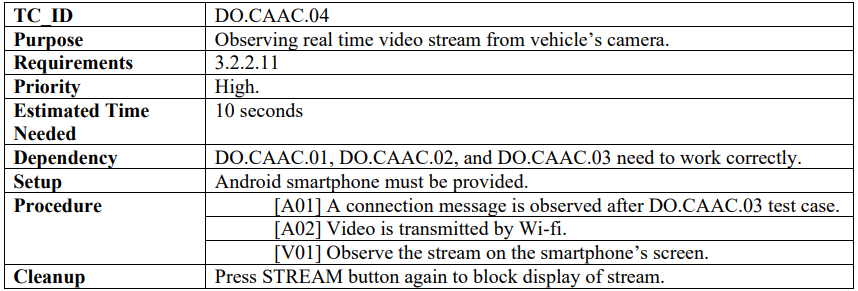 TC_ID DO.CAAC.04
Purpose Observing real time video stream from vehicle’s camera.
Requirements 3.2.2.11
Priority High.
Estimated Time 10 seconds
Needed
Dependency DO.CAAC.01, DO.CAAC.02, and DO.CAAC.03 need to work correctly.
Setup Android smartphone must be provided.
Procedure [A01] A connection message is observed after DO.CAAC.03 test case.
[A02] Video is transmitted by Wi-fi.
[V01] Observe the stream on the smartphone’s screen.
Cleanup Press STREAM button again to block display of stream.